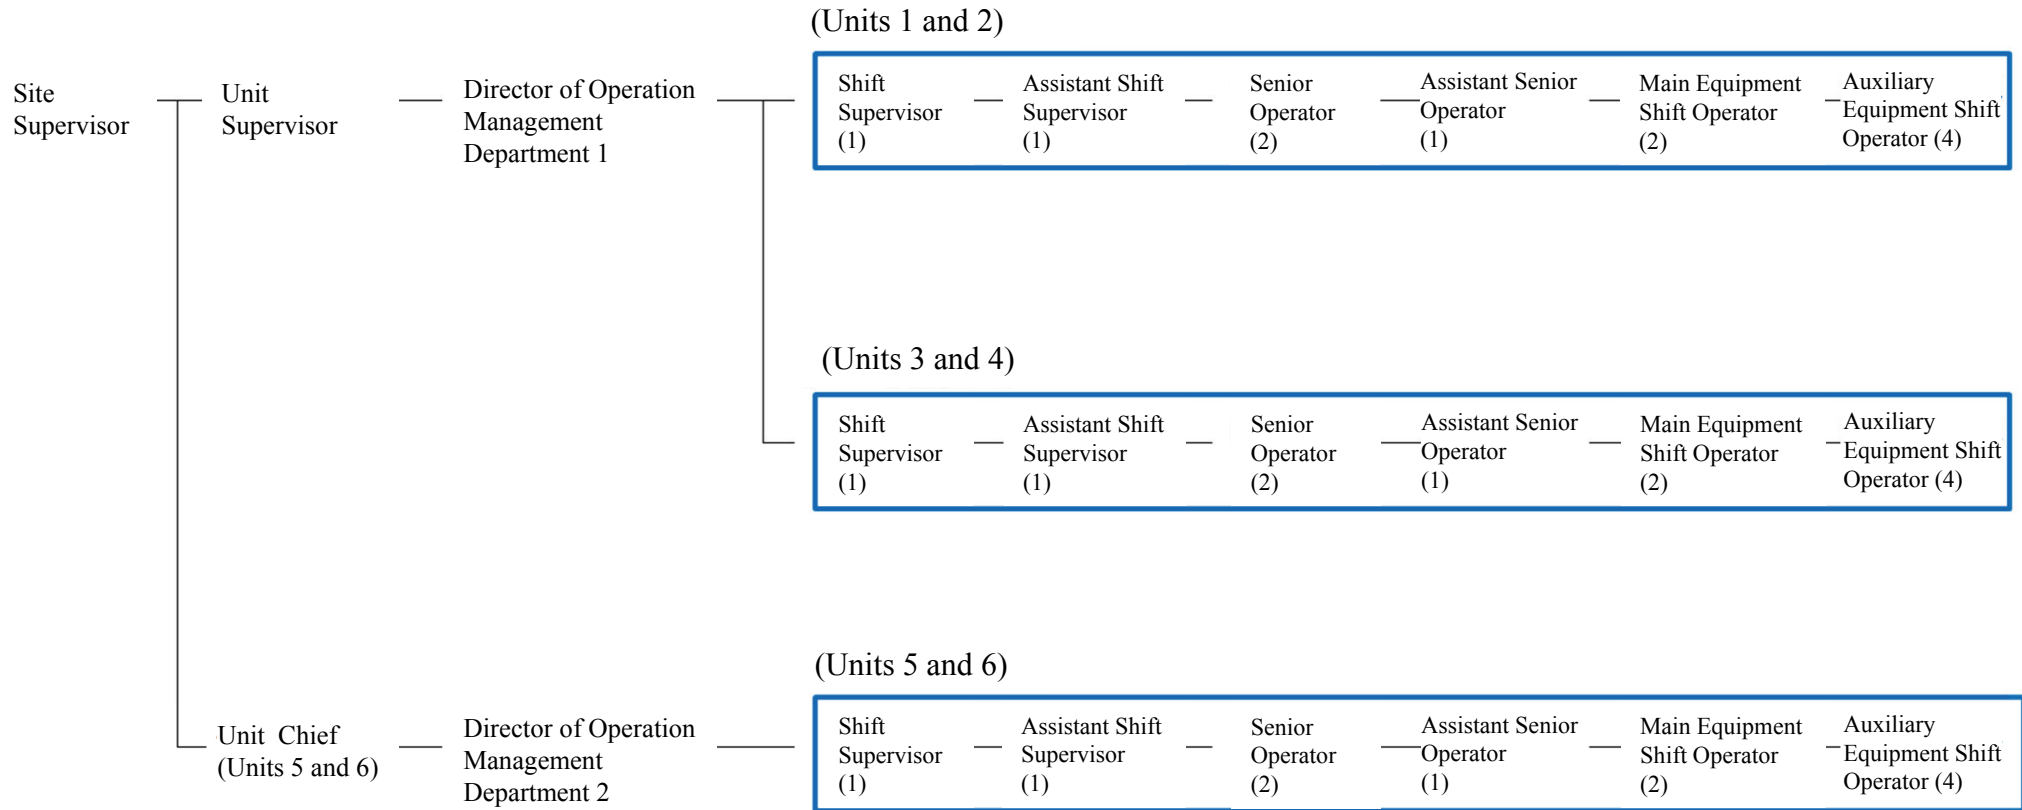 (Units 1 and 2)
Site
Supervisor
Unit
Supervisor
Director of Operation
Management
Department 1
Shift
Supervisor
(1)
Assistant Shift
Supervisor
(1)
Senior
Operator
(2)
Assistant Senior
Operator
(1)
Main Equipment
Shift Operator
(2)
Auxiliary
Equipment Shift
Operator (4)
(Units 3 and 4)
Shift
Supervisor
(1)
Assistant Shift
Supervisor
(1)
Senior
Operator
(2)
Assistant Senior
Operator
(1)
Main Equipment
Shift Operator
(2)
Auxiliary
Equipment Shift
Operator (4)
(Units 5 and 6)
Unit Chief
(Units 5 and 6)
Director of Operation
Management
Department 2
Shift
Supervisor
(1)
Assistant Shift
Supervisor
(1)
Senior
Operator
(2)
Assistant Senior
Operator
(1)
Main Equipment
Shift Operator
(2)
Auxiliary
Equipment Shift
Operator (4)